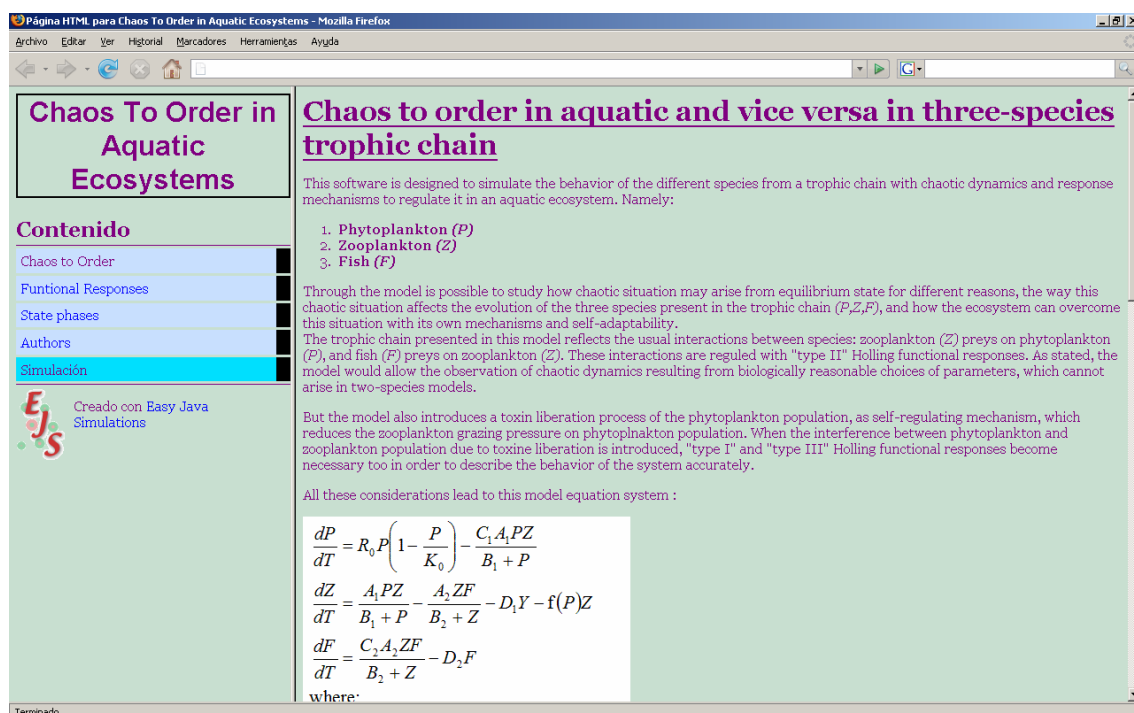 Página HTML para Chaos To Order in Aquatic Ecosystems - Mozilla Firefox
Archivo Editar Ver Historial Marcadores Herramientas Ayuda
G
Chaos To Order in
Aquatic
Ecosystems
Contenido
Chaos to Order
Funtional Responses
State phases
Authors
Simulación
EJS
Creado con Easy Java
Simulations
Chaos to order in aquatic and vice versa in three-species
trophic chain
This software is designed to simulate the behavior of the different species from a trophic chain with chaotic dynamics and response
mechanisms to regulate it in an aquatic ecosystem. Namely:
1. Phytoplankton (P)
2. Zooplankton (Z)
3. Fish (F)
Through the model is possible to study how chaotic situation may arise from equilibrium state for different reasons, the way this
chaotic situation affects the evolution of the three species present in the trophic chain (P,Z,F), and how the ecosystem can overcome
this situation with its own mechanisms and self-adaptability.
The trophic chain presented in this model reflects the usual interactions between species: zooplankton (Z) preys on phytoplankton
(P), and fish (F) preys on zooplankton (Z). These interactions are reguled with "type II" Holling functional responses. As stated, the
model would allow the observation of chaotic dynamics resulting from biologically reasonable choices of parameters, which cannot
arise in two-species models.
But the model also introduces a toxin liberation process of the phytoplankton population, as self-regulating mechanism, which
reduces the zooplankton grazing pressure on phytoplnakton population. When the interference between phytoplankton and
zooplankton population due to toxine liberation is introduced, "type I" and "type III" Holling functional responses become
necessary too in order to describe the behavior of the system accurately.
All these considerations lead to this model equation system :
dP/dT = R₀P(1 − P/K₀) − C₁A₁PZ/(B₁ + P)
dZ/dT = A₁PZ/(B₁ + P) − A₂ZF/(B₂ + Z) − D₁Y − f(P)Z
dF/dT = C₂A₂ZF/(B₂ + Z) − D₂F
where:
Terminado